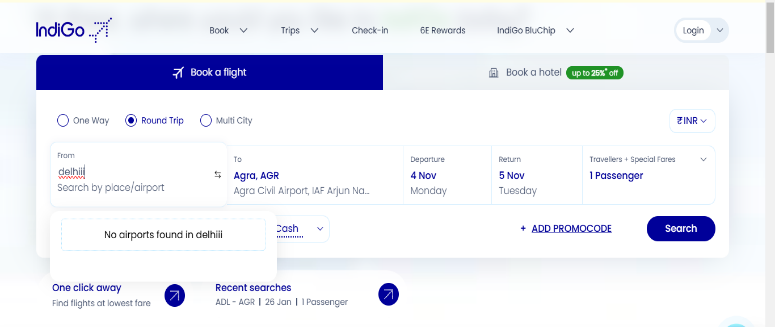 IndiGo
Book Trips Check-in 6E Rewards IndiGo BluChip Login
Book a flight
Book a hotel up to 25%* off
One Way Round Trip Multi City ₹INR
From
delhiii
Search by place/airport
To
Agra, AGR
Agra Civil Airport, IAF Arjun Na...
Departure
4 Nov
Monday
Return
5 Nov
Tuesday
Travellers + Special Fares
1 Passenger
No airports found in delhiii
Cash
+ ADD PROMOCODE
Search
One click away
Find flights at lowest fare
Recent searches
ADL - AGR | 26 Jan | 1 Passenger